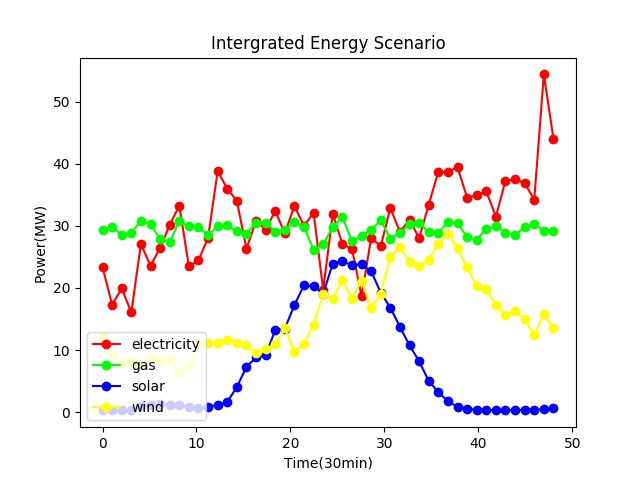 Intergrated Energy Scenario
Power(MW)
50
40
30
20
10
0
electricity
gas
solar
wind
0 10 20 30 40 50
Time(30min)